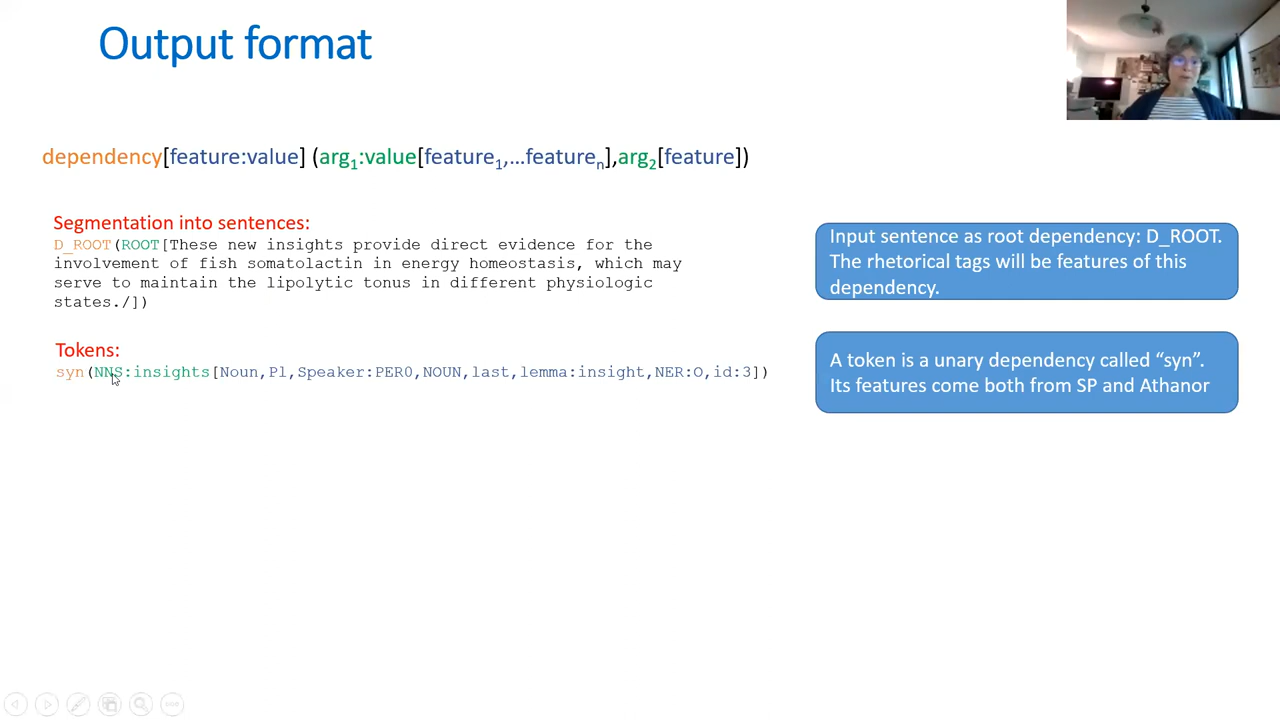 Output format
dependency[feature:value] (arg1:value[feature1,…featuren],arg2[feature])
Segmentation into sentences:
D_ROOT(ROOT[These new insights provide direct evidence for the
involvement of fish somatolactin in energy homeostasis, which may
serve to maintain the lipolytic tonus in different physiologic
states./])
Input sentence as root dependency: D_ROOT.
The rhetorical tags will be features of this
dependency.
Tokens:
syn(NNS:insights[Noun,Pl,Speaker:PER0,NOUN,last,lemma:insight,NER:O,id:3])
A token is a unary dependency called “syn”.
Its features come both from SP and Athanor